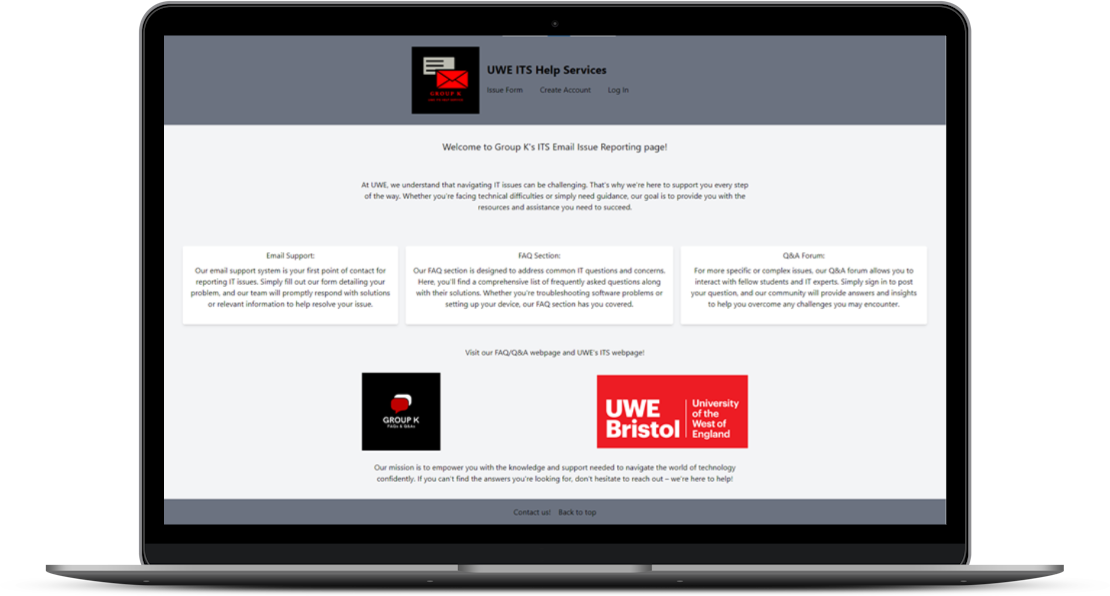 UWE ITS Help Services
Issue Form Create Account Log In
GROUP K
Welcome to Group K's ITS Email Issue Reporting page!
At UWE, we understand that navigating IT issues can be challenging. That's why we're here to support you every step
of the way. Whether you're facing technical difficulties or simply need guidance, our goal is to provide you with the
resources and assistance you need to succeed.
Email Support:
Our email support system is your first point of contact for
reporting IT issues. Simply fill out our form detailing your
problem, and our team will promptly respond with solutions
or relevant information to help resolve your issue.
FAQ Section:
Our FAQ section is designed to address common IT questions and concerns.
Here, you'll find a comprehensive list of frequently asked questions along
with their solutions. Whether you're troubleshooting software problems or
setting up your device, our FAQ section has you covered.
Q&A Forum:
For more specific or complex issues, our Q&A forum allows you to
interact with fellow students and IT experts. Simply sign in to post
your question, and our community will provide answers and insights
to help you overcome any challenges you may encounter.
Visit our FAQ/Q&A webpage and UWE's ITS webpage!
GROUP K
FAQs & Q&As
UWE
Bristol
University
of the
West of
England
Our mission is to empower you with the knowledge and support needed to navigate the world of technology
confidently. If you can't find the answers you're looking for, don't hesitate to reach out – we're here to help!
Contact us! Back to top